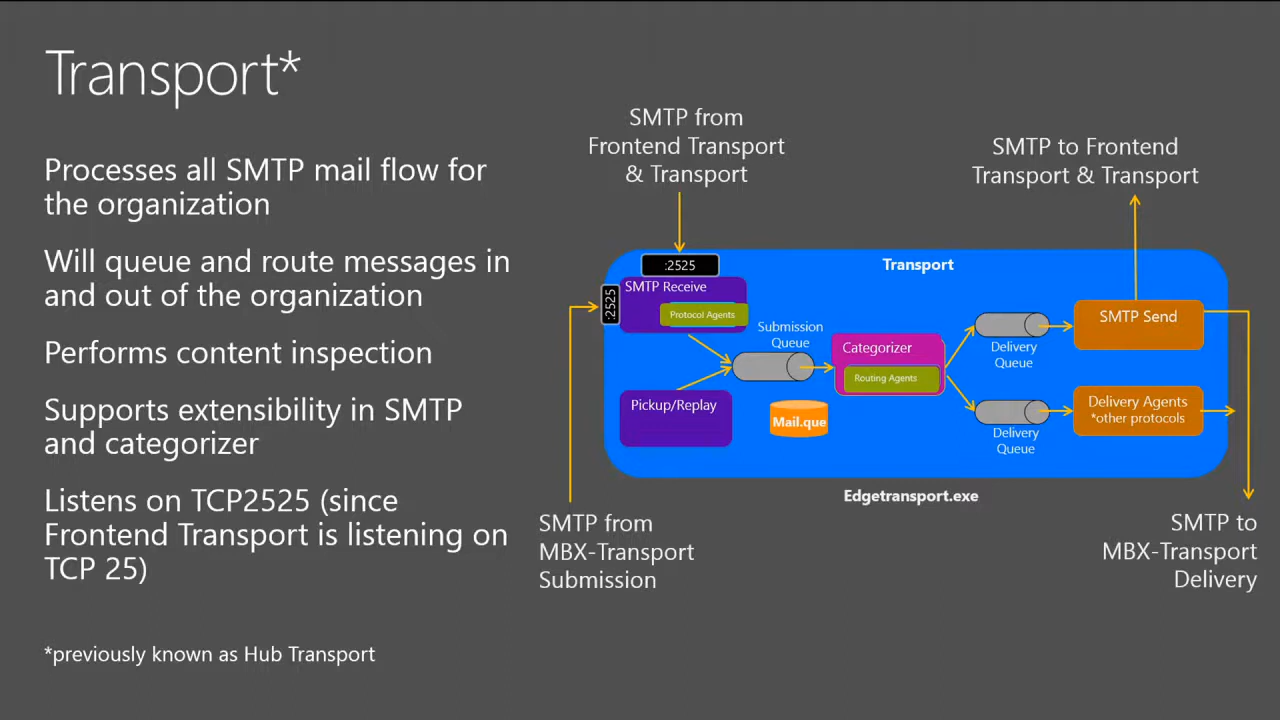 Transport*
Processes all SMTP mail flow for
the organization
Will queue and route messages in
and out of the organization
Performs content inspection
Supports extensibility in SMTP
and categorizer
Listens on TCP2525 (since
Frontend Transport is listening on
TCP 25)
*previously known as Hub Transport
SMTP from
Frontend Transport
& Transport
SMTP to Frontend
Transport & Transport
:2525
Transport
:2525
SMTP Receive
Protocol Agents
Submission
Queue
Categorizer
Routing Agents
Pickup/Replay
Mail.que
Delivery
Queue
SMTP Send
Delivery
Queue
Delivery Agents
*other protocols
Edgetransport.exe
SMTP from
MBX-Transport
Submission
SMTP to
MBX-Transport
Delivery